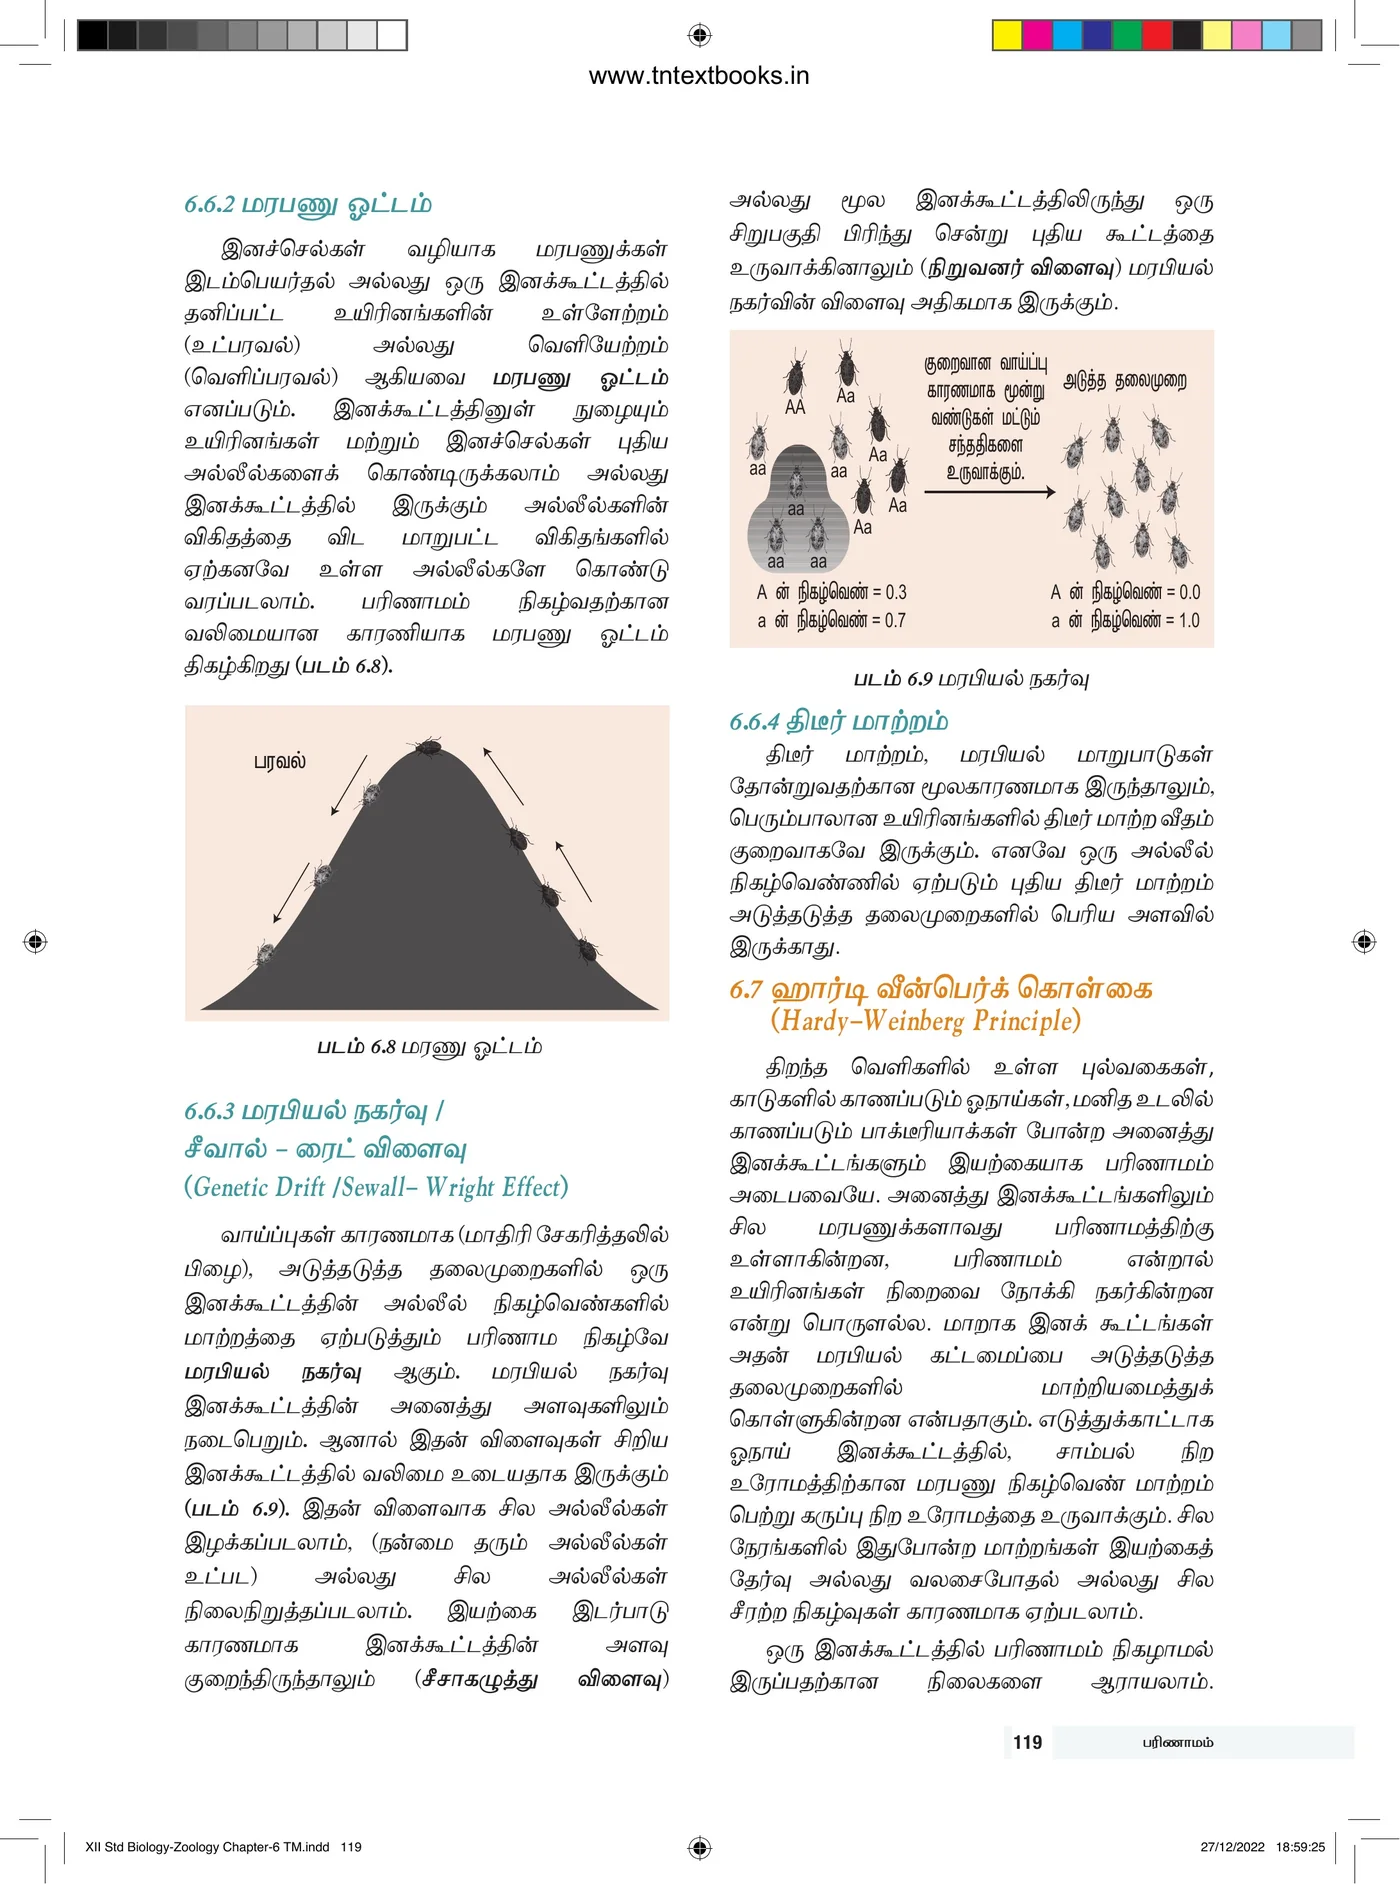 www.tntextbooks.in
6.6.2 மரபணு ஓட்டம்
இனச்செல்கள் வழியாக மரபணுக்கள்
இடம்பெயர்தல் அல்லது ஒரு இனக்கூட்டத்தில்
தனிப்பட்ட உயிரினங்களின் உள்ளேற்றம்
(உட்பரவல்) அல்லது வெளியேற்றம்
(வெளிப்பரவல்) ஆகியவை மரபணு ஓட்டம்
எனப்படும். இனக்கூட்டத்தினுள் நுழையும்
உயிரினங்கள் மற்றும் இனச்செல்கள் புதிய
அல்லீல்களைக் கொண்டிருக்கலாம் அல்லது
இனக்கூட்டத்தில் இருக்கும் அல்லீல்களின்
விகிதத்தை விட மாறுபட்ட விகிதங்களில்
ஏற்கனவே உள்ள அல்லீல்களே கொண்டு
வரப்படலாம். பரிணாமம் நிகழ்வதற்கான
வலிமையான காரணியாக மரபணு ஓட்டம்
திகழ்கிறது (படம் 6.8).
பரவல்
படம் 6.8 மரணு ஓட்டம்
6.6.3 மரபியல் நகர்வு /
சீவால் – ரைட் விளைவு
(Genetic Drift /Sewall– Wright Effect)
வாய்ப்புகள் காரணமாக (மாதிரி சேகரித்தலில்
பிழை), அடுத்தடுத்த தலைமுறைகளில் ஒரு
இனக்கூட்டத்தின் அல்லீல் நிகழ்வெண்களில்
மாற்றத்தை ஏற்படுத்தும் பரிணாம நிகழ்வே
மரபியல் நகர்வு ஆகும். மரபியல் நகர்வு
இனக்கூட்டத்தின் அனைத்து அளவுகளிலும்
நடைபெறும். ஆனால் இதன் விளைவுகள் சிறிய
இனக்கூட்டத்தில் வலிமை உடையதாக இருக்கும்
(படம் 6.9). இதன் விளைவாக சில அல்லீல்கள்
இழக்கப்படலாம், (நன்மை தரும் அல்லீல்கள்
உட்பட) அல்லது சில அல்லீல்கள்
நிலைநிறுத்தப்படலாம். இயற்கை இடர்பாடு
காரணமாக இனக்கூட்டத்தின் அளவு
குறைந்திருந்தாலும் (சீசாகழுத்து விளைவு)
அல்லது மூல இனக்கூட்டத்திலிருந்து ஒரு
சிறுபகுதி பிரிந்து சென்று புதிய கூட்டத்தை
உருவாக்கினாலும் (நிறுவனர் விளைவு) மரபியல்
நகர்வின் விளைவு அதிகமாக இருக்கும்.
AA
Aa
aa
aa
Aa
aa
Aa
Aa
aa
aa
குறைவான வாய்ப்பு
காரணமாக மூன்று
வண்டுகள் மட்டும்
சந்ததிகளை
உருவாக்கும்.
அடுத்த தலைமுறை
A ன் நிகழ்வெண் = 0.3
a ன் நிகழ்வெண் = 0.7
A ன் நிகழ்வெண் = 0.0
a ன் நிகழ்வெண் = 1.0
படம் 6.9 மரபியல் நகர்வு
6.6.4 திடீர் மாற்றம்
திடீர் மாற்றம், மரபியல் மாறுபாடுகள்
தோன்றுவதற்கான மூலகாரணமாக இருந்தாலும்,
பெரும்பாலான உயிரினங்களில் திடீர் மாற்ற வீதம்
குறைவாகவே இருக்கும். எனவே ஒரு அல்லீல்
நிகழ்வெண்ணில் ஏற்படும் புதிய திடீர் மாற்றம்
அடுத்தடுத்த தலைமுறைகளில் பெரிய அளவில்
இருக்காது.
6.7 ஹார்டி வீன்பெர்க் கொள்கை
(Hardy–Weinberg Principle)
திறந்த வெளிகளில் உள்ள புல்வகைகள்,
காடுகளில் காணப்படும் ஓநாய்கள், மனித உடலில்
காணப்படும் பாக்டீரியாக்கள் போன்ற அனைத்து
இனக்கூட்டங்களும் இயற்கையாக பரிணாமம்
அடைபவையே. அனைத்து இனக்கூட்டங்களிலும்
சில மரபணுக்களாவது பரிணாமத்திற்கு
உள்ளாகின்றன, பரிணாமம் என்றால்
உயிரினங்கள் நிறைவை நோக்கி நகர்கின்றன
என்று பொருளல்ல. மாறாக இனக் கூட்டங்கள்
அதன் மரபியல் கட்டமைப்பை அடுத்தடுத்த
தலைமுறைகளில் மாற்றியமைத்துக்
கொள்ளுகின்றன என்பதாகும். எடுத்துக்காட்டாக
ஓநாய் இனக்கூட்டத்தில், சாம்பல் நிற
உரோமத்திற்கான மரபணு நிகழ்வெண் மாற்றம்
பெற்று கருப்பு நிற உரோமத்தை உருவாக்கும். சில
நேரங்களில் இதுபோன்ற மாற்றங்கள் இயற்கைத்
தேர்வு அல்லது வலசைபோதல் அல்லது சில
சீரற்ற நிகழ்வுகள் காரணமாக ஏற்படலாம்.
ஒரு இனக்கூட்டத்தில் பரிணாமம் நிகழாமல்
இருப்பதற்கான நிலைகளை ஆராயலாம்.
119 பரிணாமம்
XII Std Biology-Zoology Chapter-6 TM.indd 119
27/12/2022 18:59:25